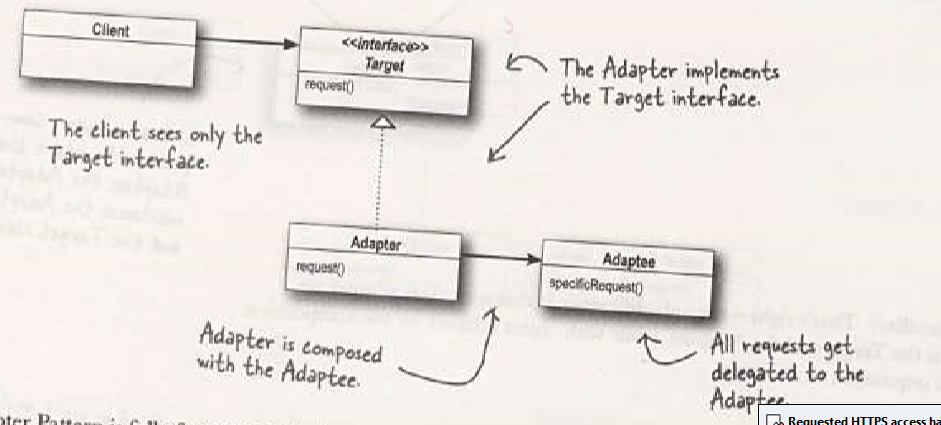 Client
<<interface>>
Target
request()
The Adapter implements
the Target interface.
The client sees only the
Target interface.
Adapter
request()
Adaptee
specificRequest()
Adapter is composed
with the Adaptee.
All requests get
delegated to the
Adaptee.
Requested HTTPS access ha